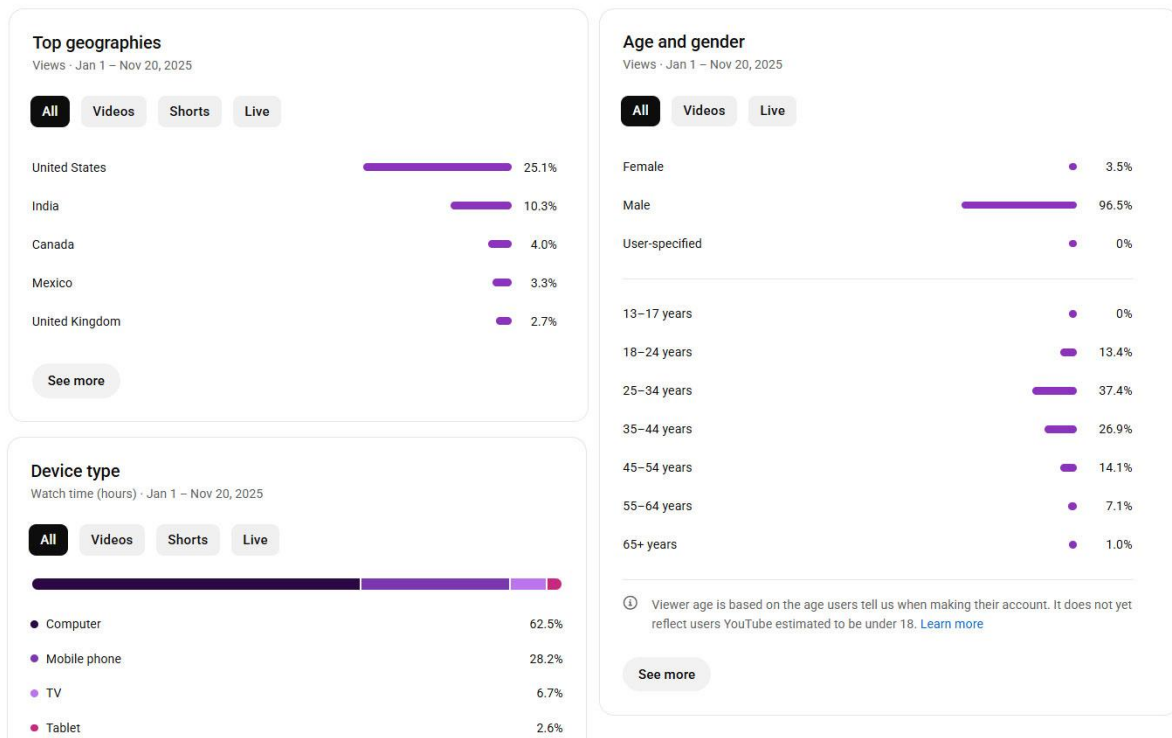 Top geographies
Views · Jan 1 – Nov 20, 2025
All Videos Shorts Live
United States 25.1%
India 10.3%
Canada 4.0%
Mexico 3.3%
United Kingdom 2.7%
See more
Device type
Watch time (hours) · Jan 1 – Nov 20, 2025
All Videos Shorts Live
Computer 62.5%
Mobile phone 28.2%
TV 6.7%
Tablet 2.6%
Age and gender
Views · Jan 1 – Nov 20, 2025
All Videos Live
Female 3.5%
Male 96.5%
User-specified 0%
13–17 years 0%
18–24 years 13.4%
25–34 years 37.4%
35–44 years 26.9%
45–54 years 14.1%
55–64 years 7.1%
65+ years 1.0%
Viewer age is based on the age users tell us when making their account. It does not yet
reflect users YouTube estimated to be under 18. Learn more
See more